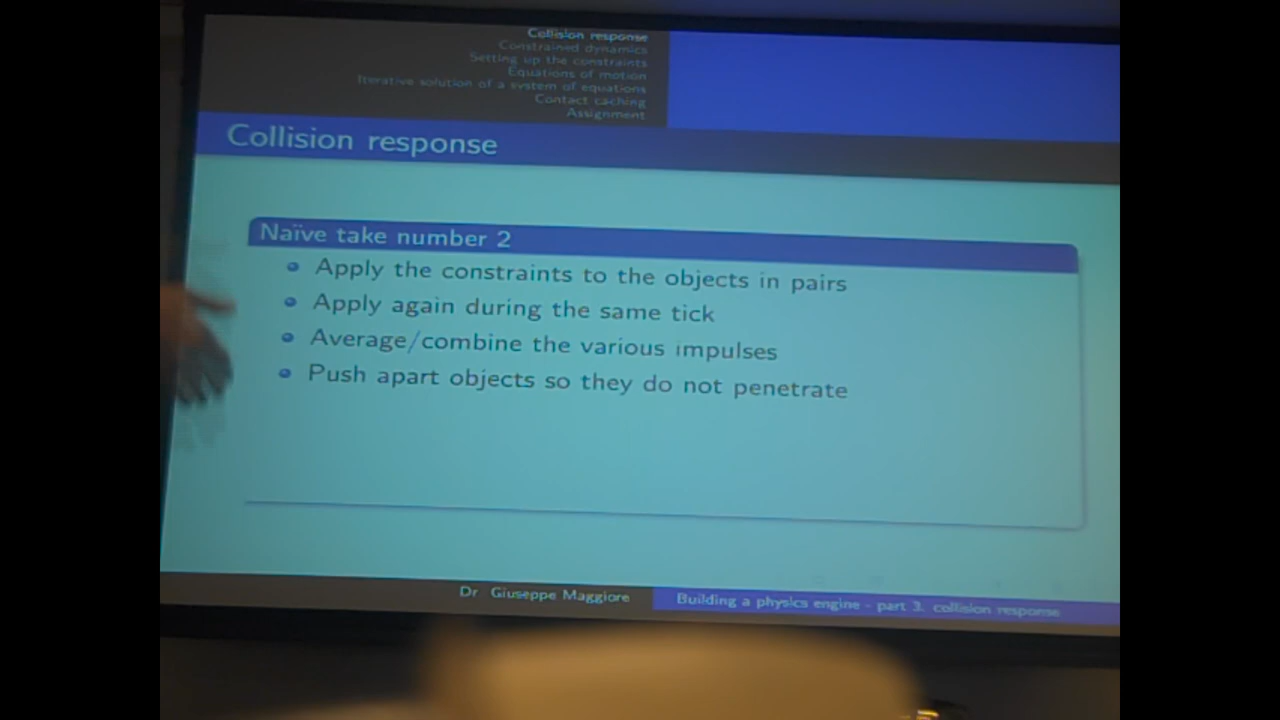 Collision response
Constrained dynamics
Setting up the constraints
Equations of motion
Iterative solution of a system of equations
Contact caching
Assignment
Collision response
Naïve take number 2
Apply the constraints to the objects in pairs
Apply again during the same tick
Average/combine the various impulses
Push apart objects so they do not penetrate
Dr Giuseppe Maggiore
Building a physics engine - part 3. collision response